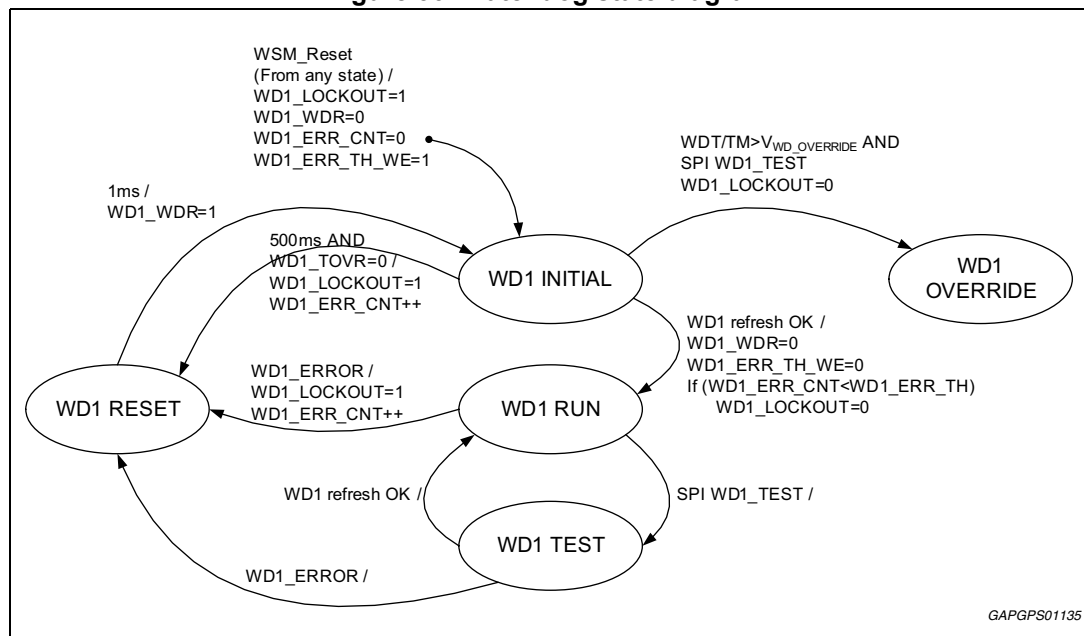 WSM_Reset
(From any state) /
WD1_LOCKOUT=1
WD1_WDR=0
WD1_ERR_CNT=0
WD1_ERR_TH_WE=1
WDT/TM>VWD_OVERRIDE AND
SPI WD1_TEST
WD1_LOCKOUT=0
1ms /
WD1_WDR=1
500ms AND
WD1_TOVR=0 /
WD1_LOCKOUT=1
WD1_ERR_CNT++
WD1 INITIAL
WD1
OVERRIDE
WD1 refresh OK /
WD1_WDR=0
WD1_ERR_TH_WE=0
If (WD1_ERR_CNT<WD1_ERR_TH)
WD1_LOCKOUT=0
WD1_ERROR /
WD1_LOCKOUT=1
WD1_ERR_CNT++
WD1 RESET
WD1 RUN
WD1 refresh OK /
SPI WD1_TEST /
WD1 TEST
WD1_ERROR /
GAPGPS01135